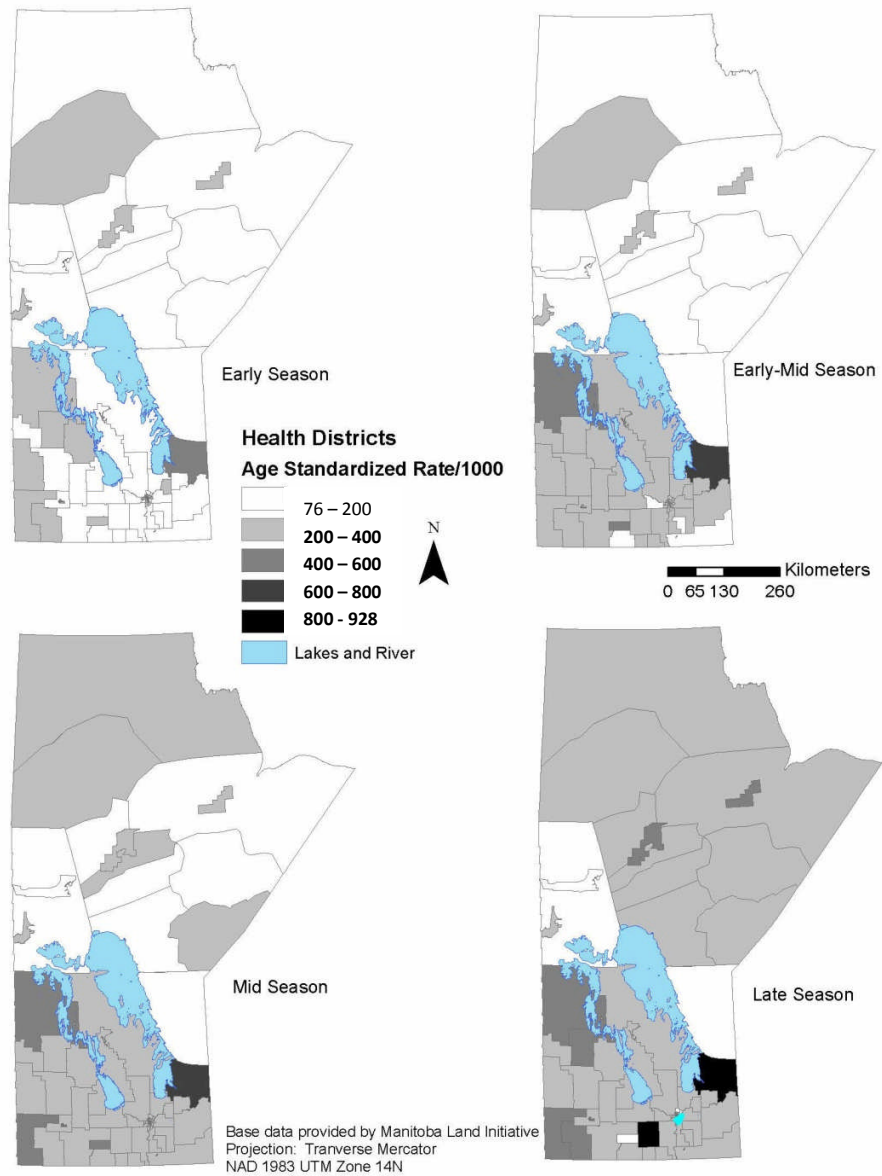 Early Season
Early-Mid Season
Health Districts
Age Standardized Rate/1000
76 – 200
200 – 400
400 – 600
600 – 800
800 - 928
Lakes and River
N
Kilometers
0 65 130 260
Mid Season
Late Season
Base data provided by Manitoba Land Initiative
Projection: Tranverse Mercator
NAD 1983 UTM Zone 14N